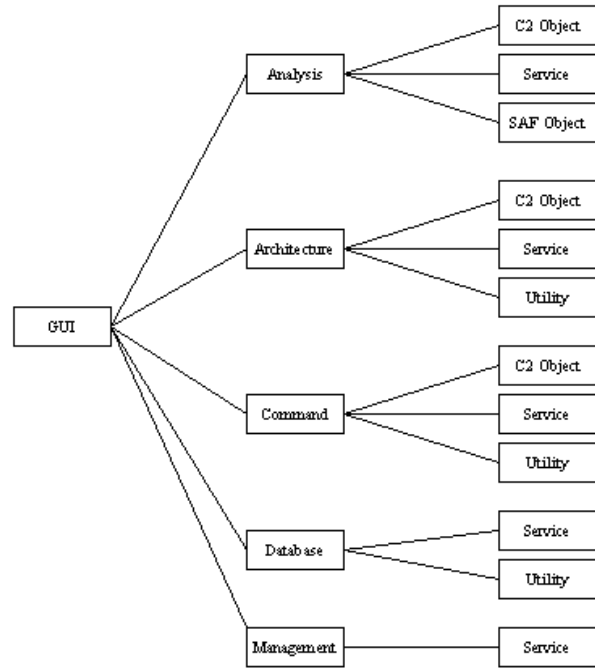 C2 Object
Analysis
Service
SAF Object
C2 Object
Architecture
Service
Utility
GUI
C2 Object
Command
Service
Utility
Service
Database
Utility
Management
Service